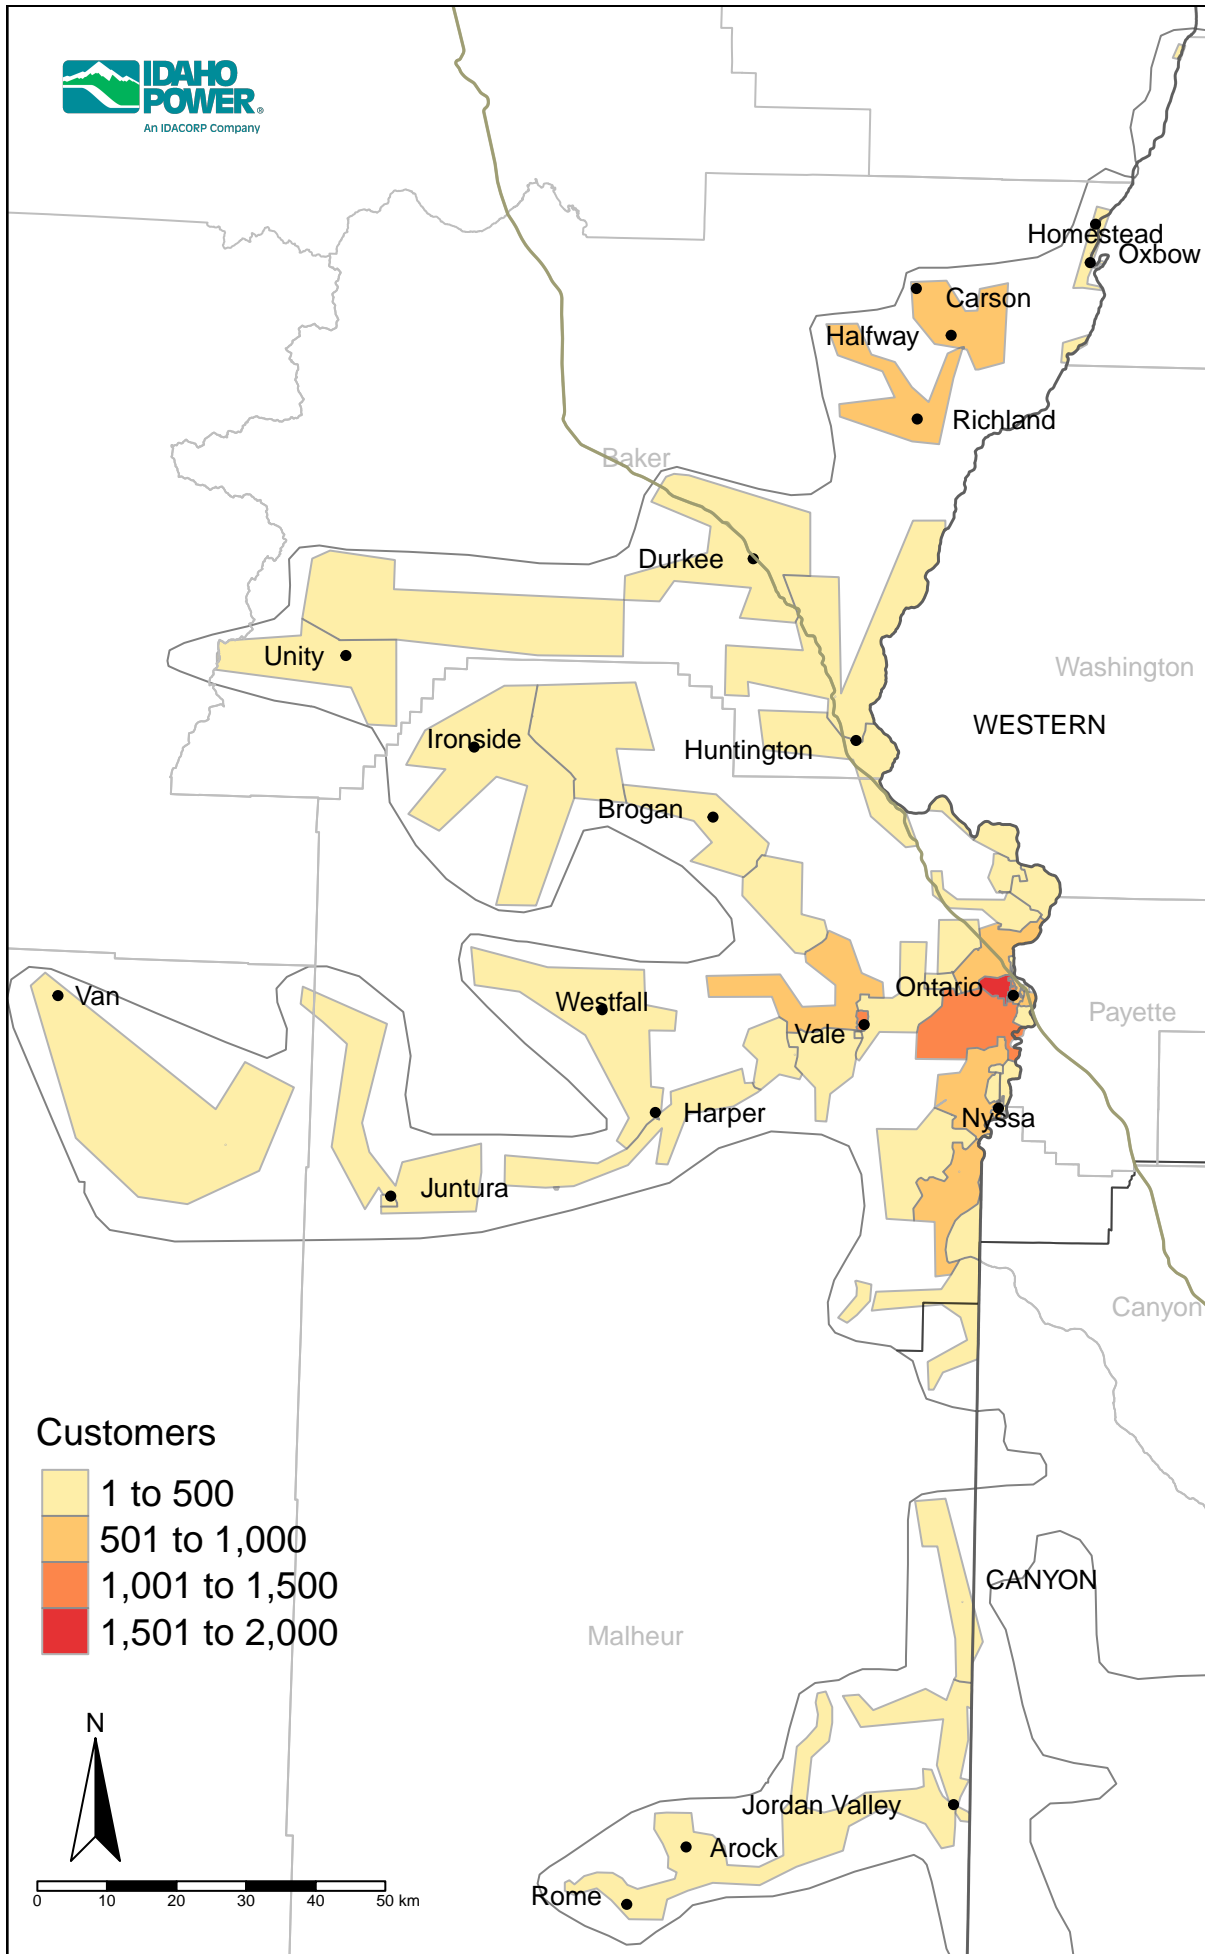 IDAHO
POWER®
An IDACORP Company
Homestead
Oxbow
Carson
Halfway
Richland
Baker
Durkee
Unity
Washington
WESTERN
Ironside
Huntington
Brogan
Van
Westfall
Ontario
Payette
Vale
Harper
Nyssa
Juntura
Canyon
Customers
1 to 500
501 to 1,000
1,001 to 1,500
1,501 to 2,000
CANYON
Malheur
N
Jordan Valley
Arock
Rome
0 10 20 30 40 50 km